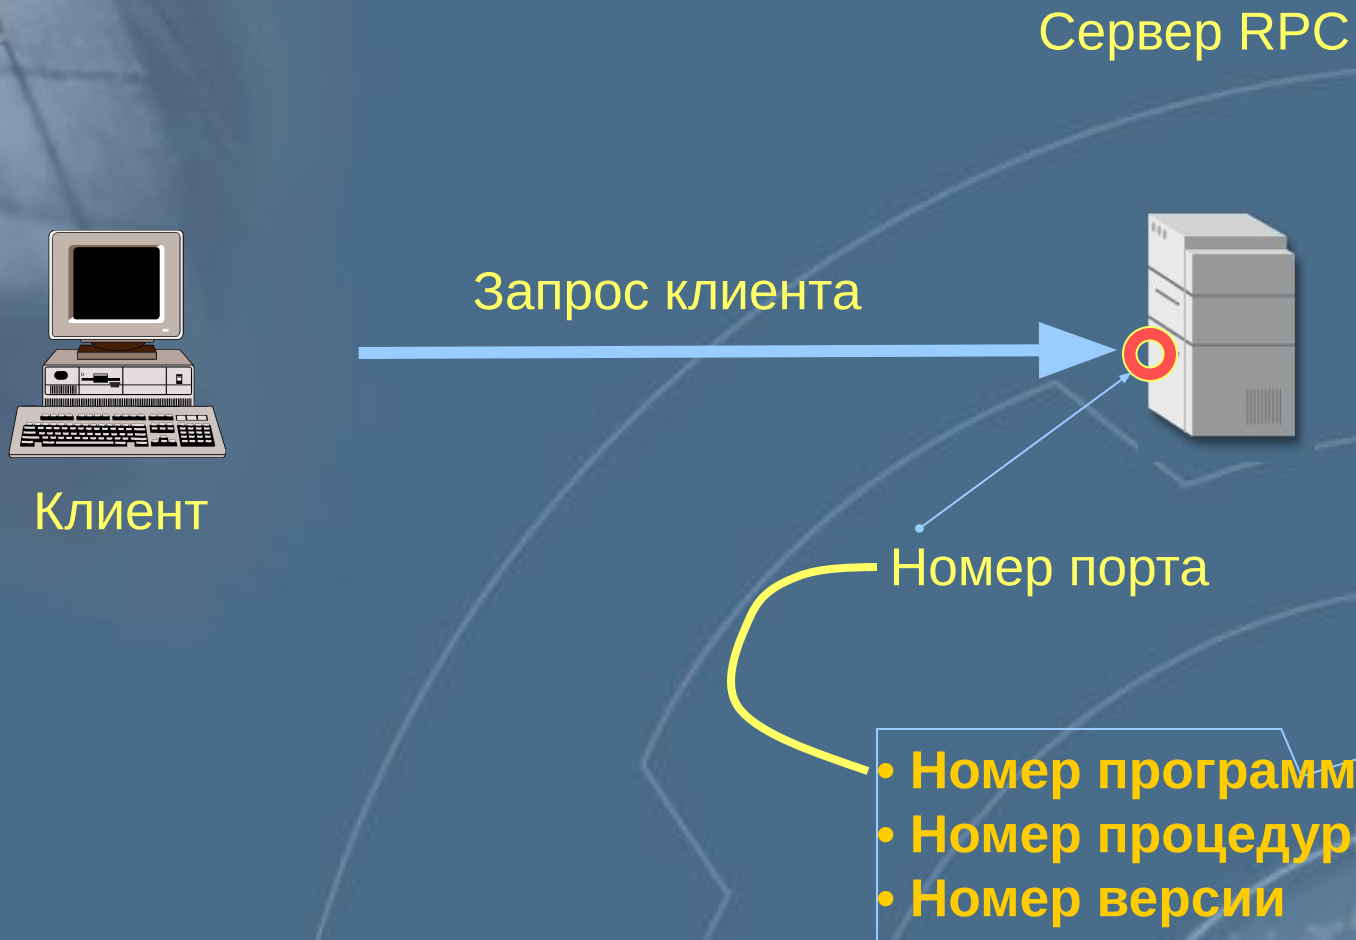 Сервер RPC
Запрос клиента
Клиент
Номер порта
• Номер программ
• Номер процедур
• Номер версии